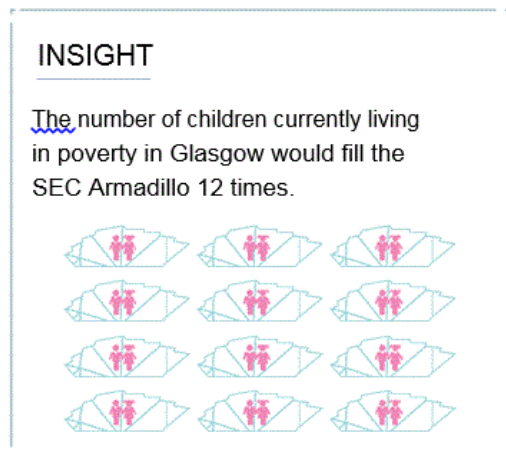 INSIGHT
The number of children currently living
in poverty in Glasgow would fill the
SEC Armadillo 12 times.